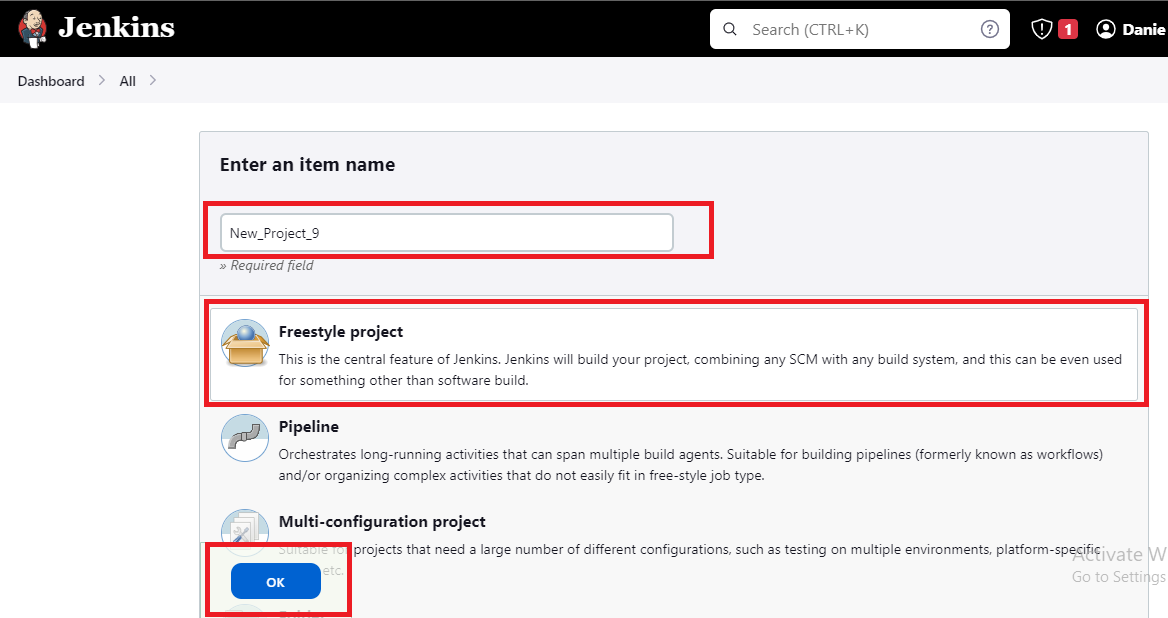 Jenkins
Search (CTRL+K)
1
Danie
Dashboard
All
Enter an item name
New_Project_9
» Required field
Freestyle project
This is the central feature of Jenkins. Jenkins will build your project, combining any SCM with any build system, and this can be even used
for something other than software build.
Pipeline
Orchestrates long-running activities that can span multiple build agents. Suitable for building pipelines (formerly known as workflows)
and/or organizing complex activities that do not easily fit in free-style job type.
Multi-configuration project
Suitable for projects that need a large number of different configurations, such as testing on multiple environments, platform-specific
etc.
OK
Activate W
Go to Settings